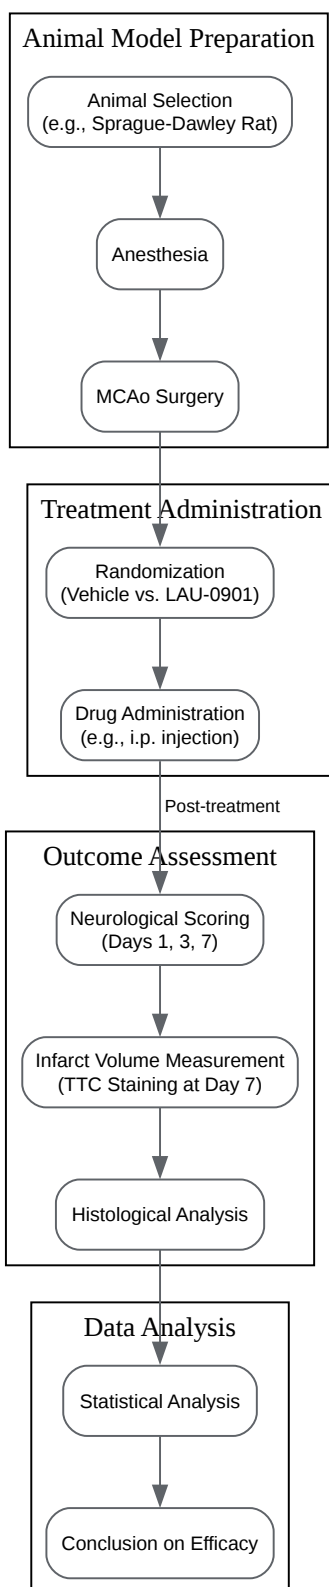 Animal Model Preparation
Animal Selection
(e.g., Sprague-Dawley Rat)
Anesthesia
MCAo Surgery
Treatment Administration
Randomization
(Vehicle vs. LAU-0901)
Drug Administration
(e.g., i.p. injection)
Post-treatment
Outcome Assessment
Neurological Scoring
(Days 1, 3, 7)
Infarct Volume Measurement
(TTC Staining at Day 7)
Histological Analysis
Data Analysis
Statistical Analysis
Conclusion on Efficacy